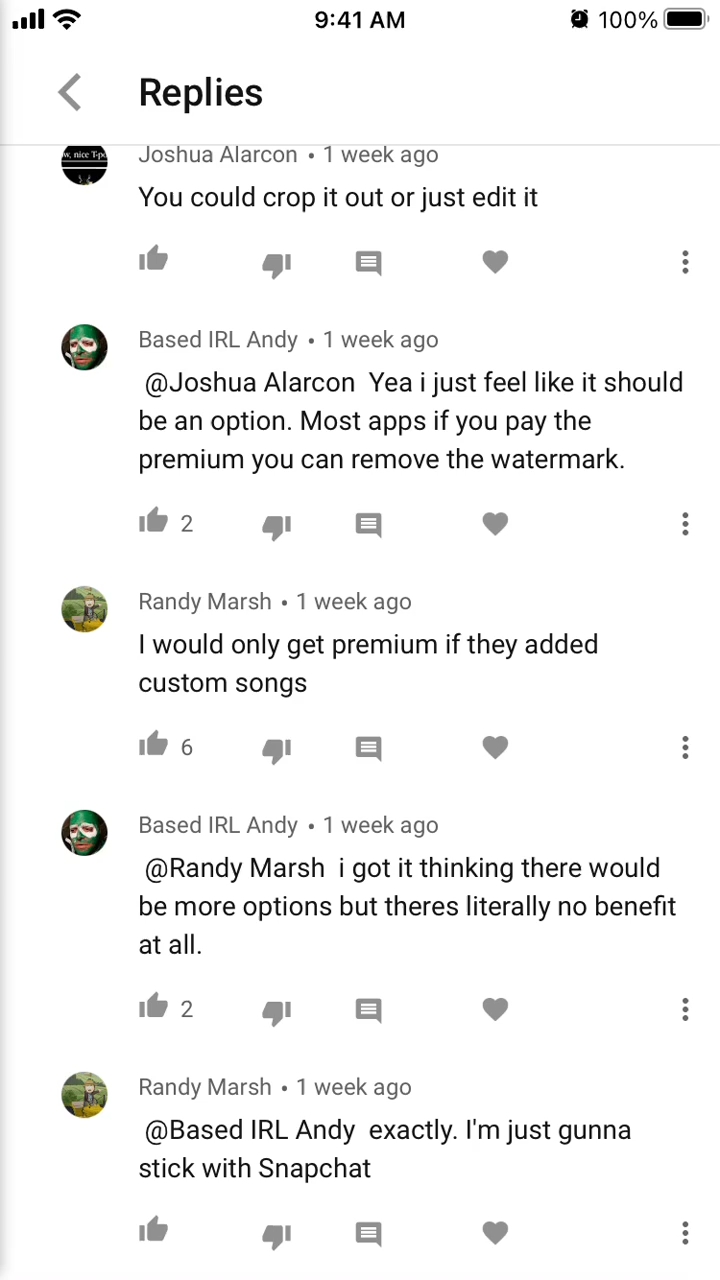 9:41 AM
100%
Replies
w, nice T-po
Joshua Alarcon • 1 week ago
You could crop it out or just edit it
Based IRL Andy • 1 week ago
@Joshua Alarcon  Yea i just feel like it should
be an option. Most apps if you pay the
premium you can remove the watermark.
2
Randy Marsh • 1 week ago
I would only get premium if they added
custom songs
6
Based IRL Andy • 1 week ago
@Randy Marsh  i got it thinking there would
be more options but theres literally no benefit
at all.
2
Randy Marsh • 1 week ago
@Based IRL Andy  exactly. I'm just gunna
stick with Snapchat